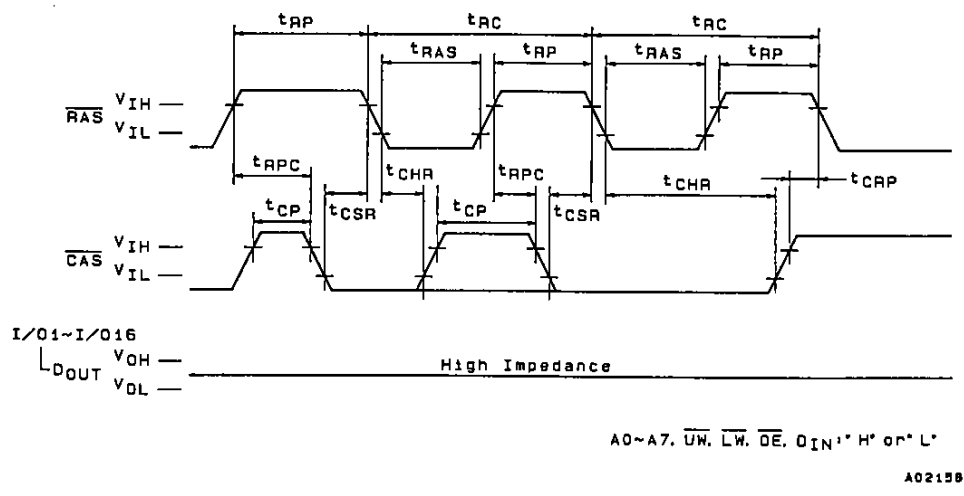 tRP tRC tRC
tRAS tRP tRAS tRP
RAS VIH
VIL
tRPC tCHR tRPC tCHR tCRP
tCP tCSR tCP tCSR
CAS VIH
VIL
I/O1~I/O16
DOUT VOH
High Impedance
VOL
A0~A7, UW, LW, OE, DIN: "H" or "L"
A02158